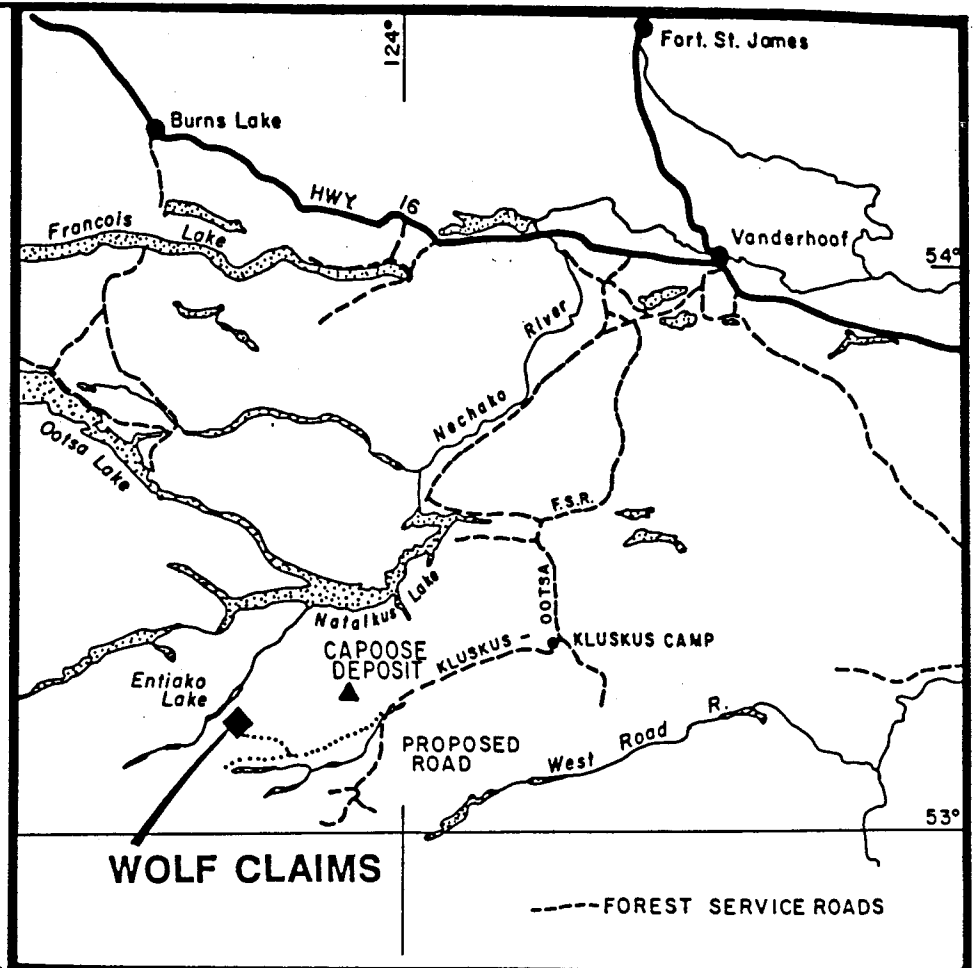 124°
Fort. St. James
Burns Lake
HWY. 16
Francois Lake
Vanderhoof
54°
River
Nechako
Ootsa Lake
F.S.R.
OOTSA
Natalkus Lake
KLUSKUS -
KLUSKUS CAMP
CAPOOSE
DEPOSIT
Entiako
Lake
West Road R.
PROPOSED
ROAD
53°
WOLF CLAIMS
FOREST SERVICE ROADS